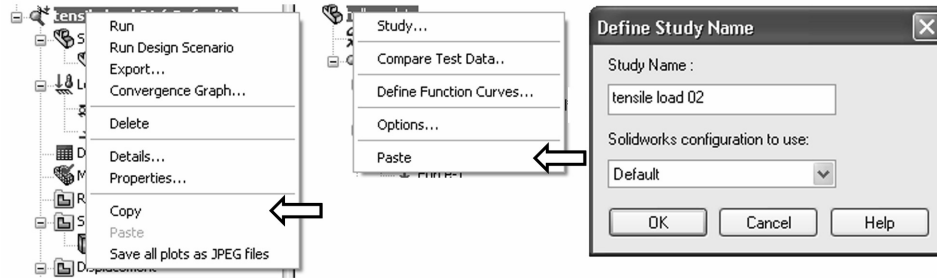 tensile load 01 (-Default-)
Run
Run Design Scenario
Export...
Convergence Graph...
Delete
Details...
Properties...
Copy
Paste
Save all plots as JPEG files
Displacement
Study...
Compare Test Data..
Define Function Curves...
Options...
Paste
Define Study Name
Study Name :
tensile load 02
Solidworks configuration to use:
Default
OK
Cancel
Help